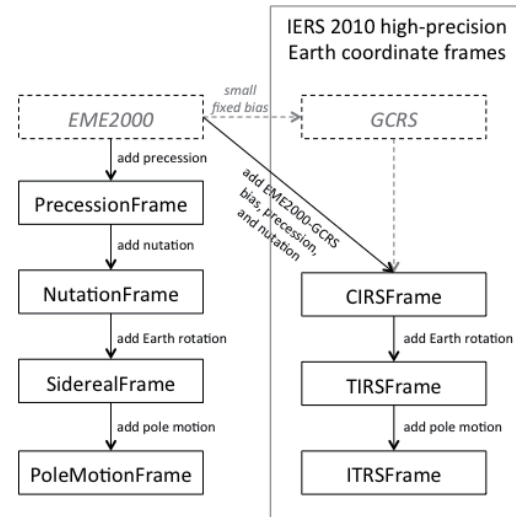 IERS 2010 high-precision
Earth coordinate frames
small
fixed bias
EME2000
GCRS
add precession
add EME2000-GCRS
bias, precession,
and nutation
PrecessionFrame
add nutation
NutationFrame
CIRSFrame
add Earth rotation
add Earth rotation
SiderealFrame
TIRSFrame
add pole motion
add pole motion
PoleMotionFrame
ITRSFrame